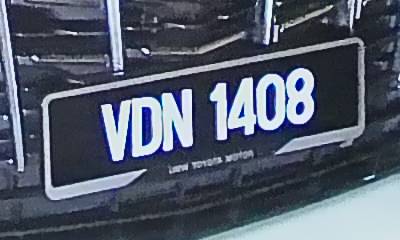 VDN 1408
UMW TOYOTA MOTOR